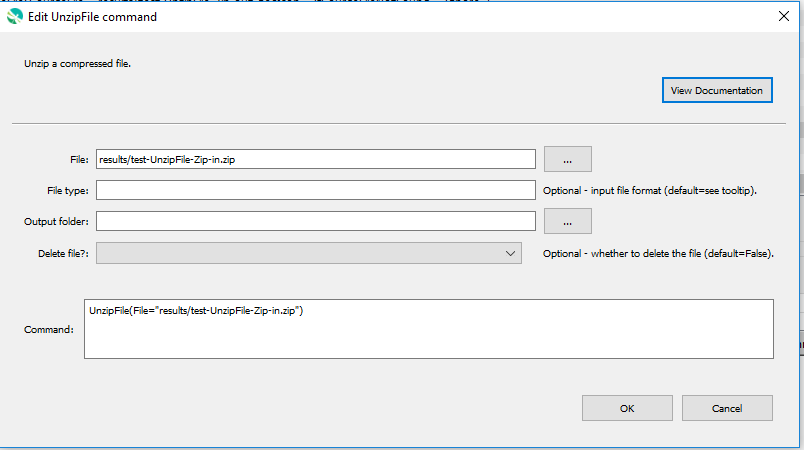 Edit UnzipFile command
Unzip a compressed file.
View Documentation
File: results/test-UnzipFile-Zip-in.zip ...
File type: Optional - input file format (default=see tooltip).
Output folder: ...
Delete file?: Optional - whether to delete the file (default=False).
Command: UnzipFile(File="results/test-UnzipFile-Zip-in.zip")
OK Cancel